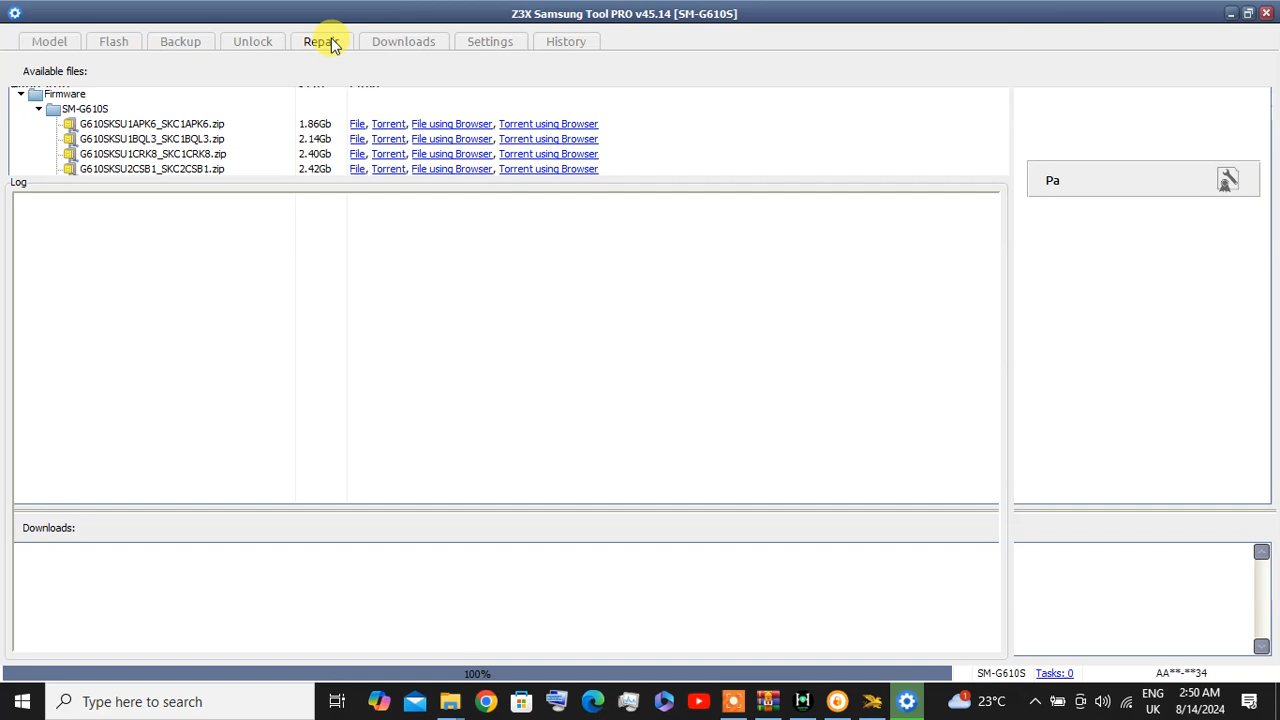 Z3X Samsung Tool PRO v45.14 [SM-G610S]
Model Flash Backup Unlock Repair Downloads Settings History
Available files:
Firmware
SM-G610S
G610SKSU1APK6_SKC1APK6.zip 1.86Gb File, Torrent, File using Browser, Torrent using Browser
G610SKSU1BQL3_SKC1BQL3.zip 2.14Gb File, Torrent, File using Browser, Torrent using Browser
G610SKSU1CRK8_SKC1CRK8.zip 2.40Gb File, Torrent, File using Browser, Torrent using Browser
G610SKSU2CSB1_SKC2CSB1.zip 2.42Gb File, Torrent, File using Browser, Torrent using Browser
Log
Pa
Downloads:
100% SM-G610S Tasks: 0 AA**-**34
Type here to search
1 23°C ENG 2:50 AM
UK 8/14/2024